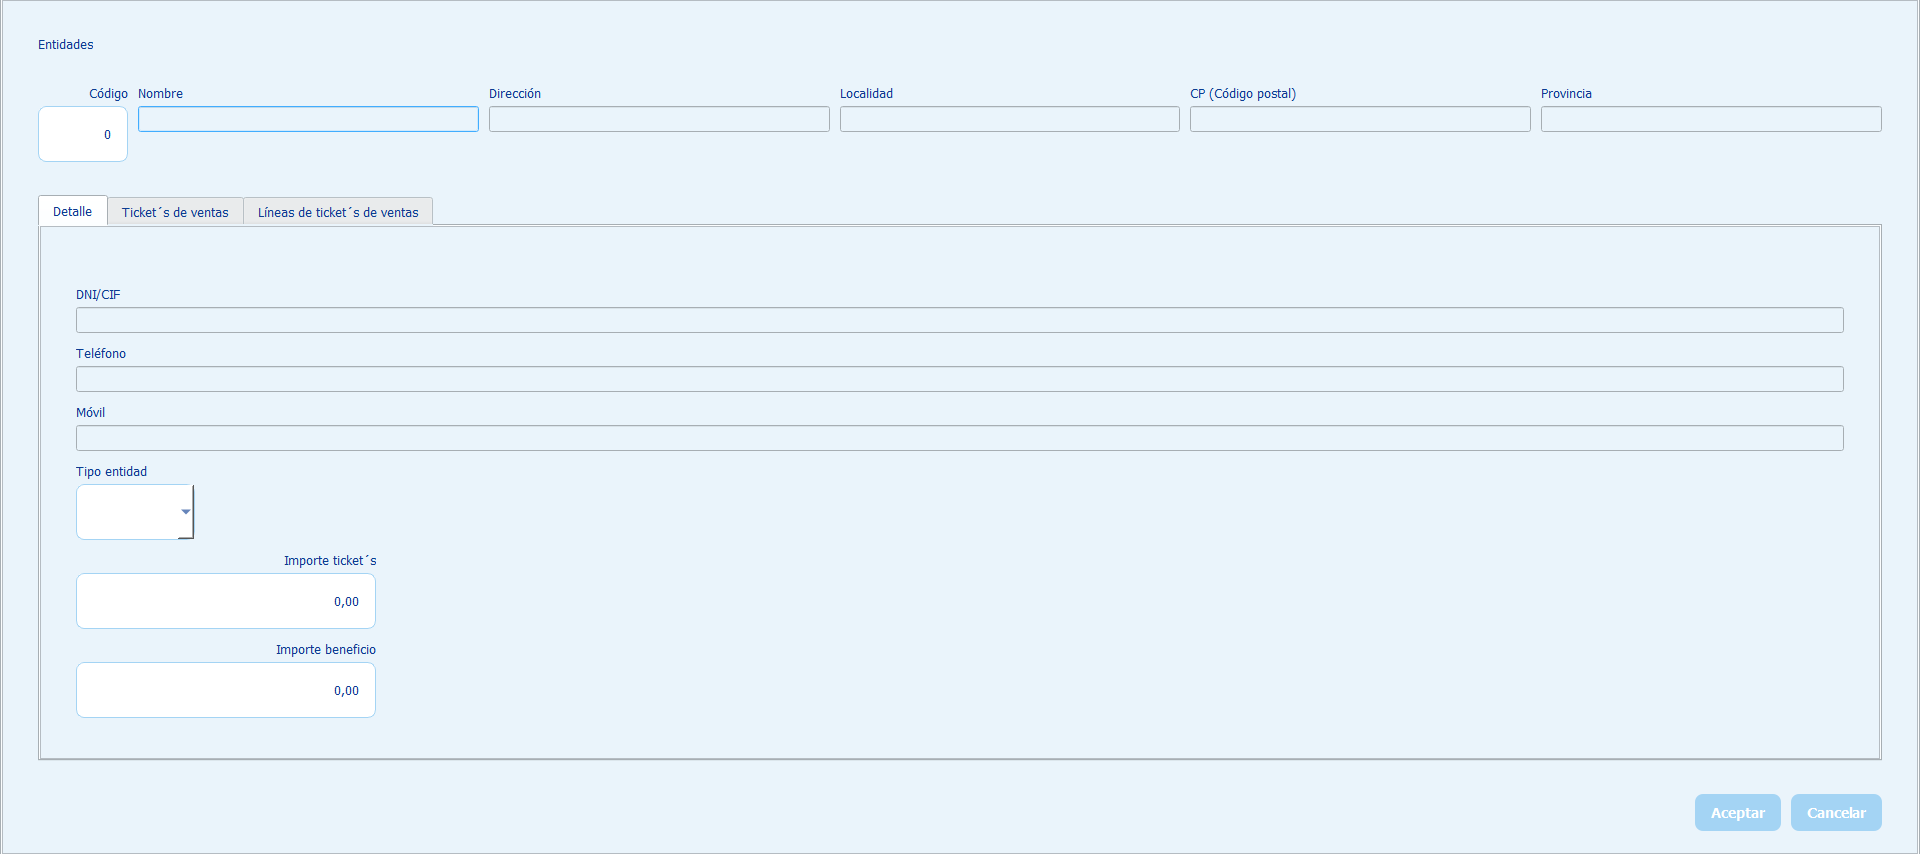 Entidades
Código Nombre Dirección Localidad CP (Código postal) Provincia
0
Detalle Ticket´s de ventas Líneas de ticket´s de ventas
DNI/CIF
Teléfono
Móvil
Tipo entidad
Importe ticket´s
0,00
Importe beneficio
0,00
Aceptar Cancelar